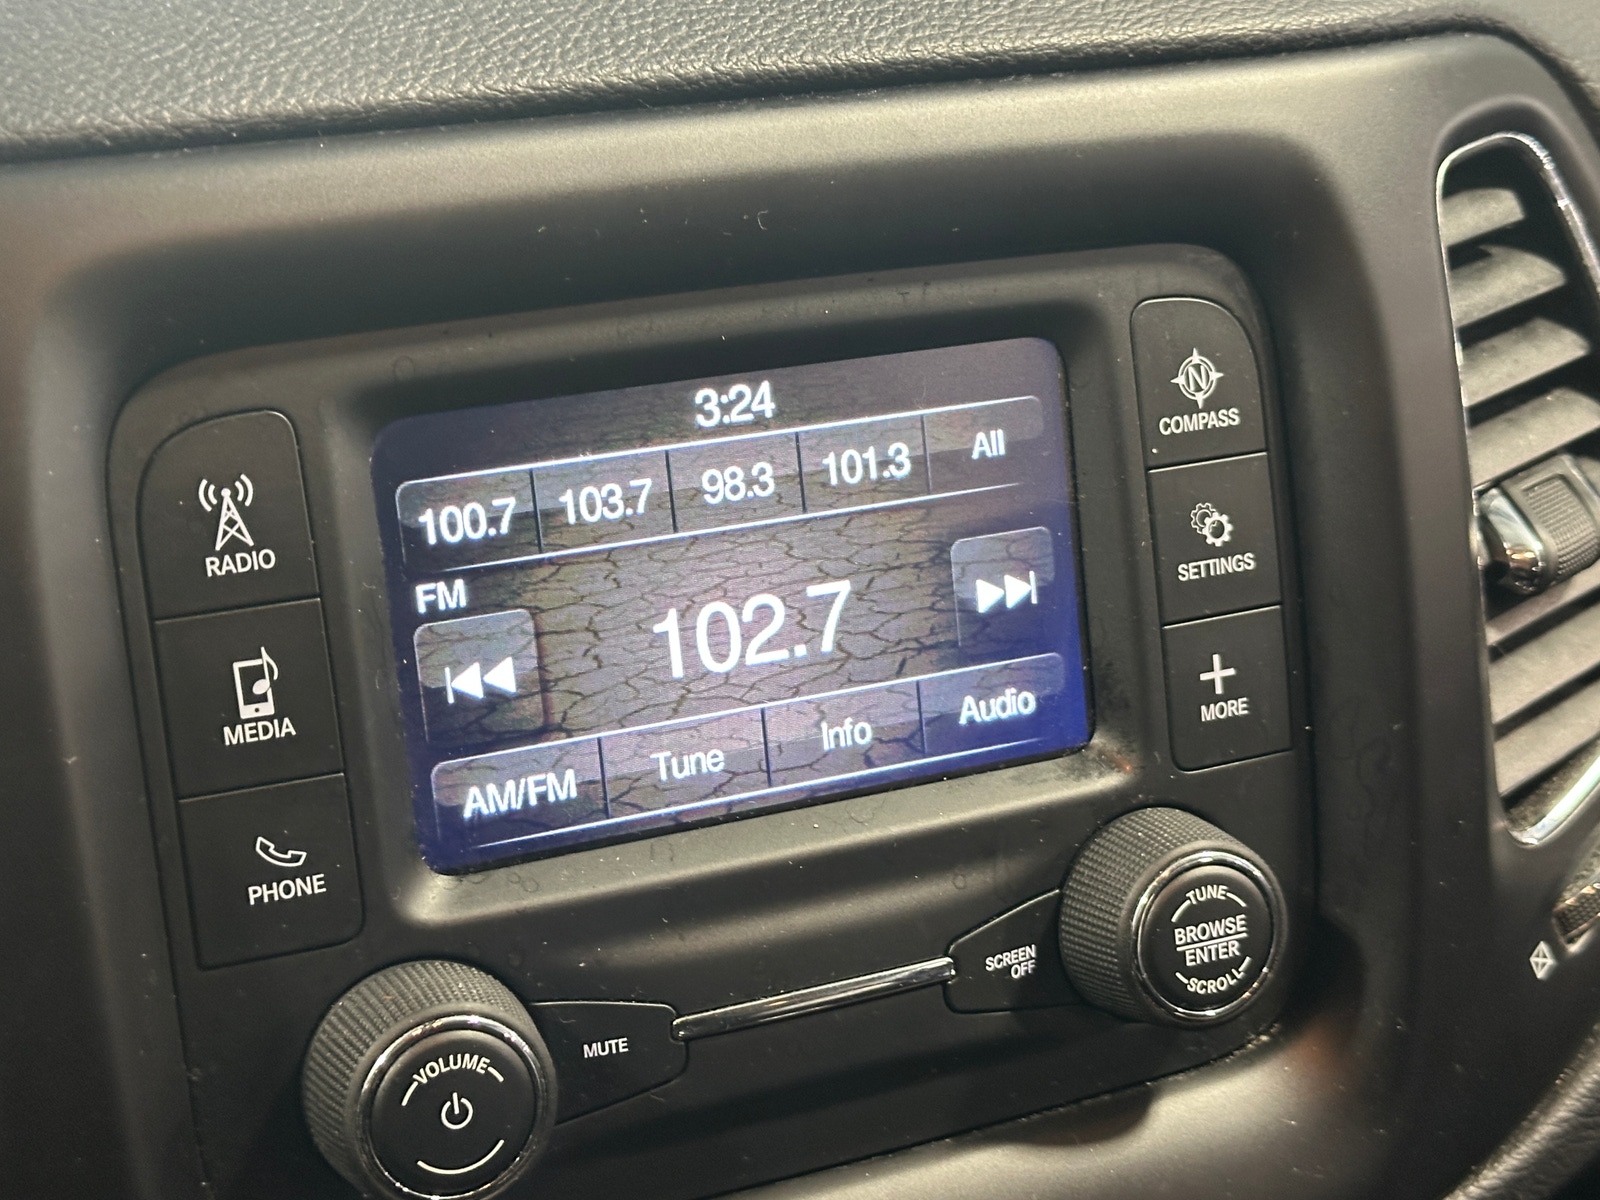 3:24
100.7 103.7 98.3 101.3 All
FM
102.7
AM/FM Tune Info Audio
RADIO
MEDIA
PHONE
N
COMPASS
SETTINGS
MORE
VOLUME
MUTE
SCREEN
OFF
TUNE
BROWSE
ENTER
SCROLL